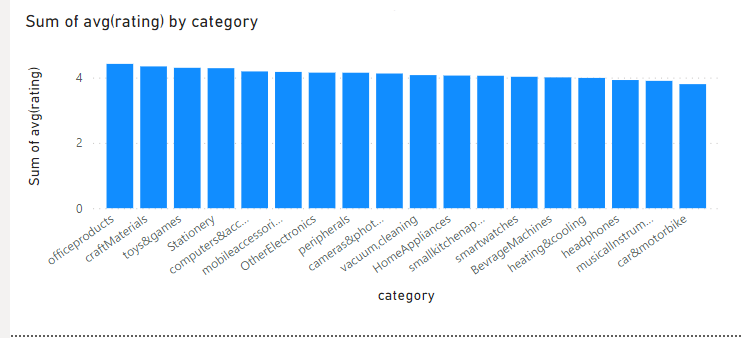 Sum of avg(rating) by category
Sum of avg(rating)
4
2
0
officeproducts
craftMaterials
toys&games
Stationery
computers&acc...
mobileaccessori...
OtherElectronics
peripherals
cameras&phot...
vacuum,cleaning
HomeAppliances
smallkitchenap...
smartwatches
BevrageMachines
heating&cooling
headphones
musicalInstrum...
car&motorbike
category